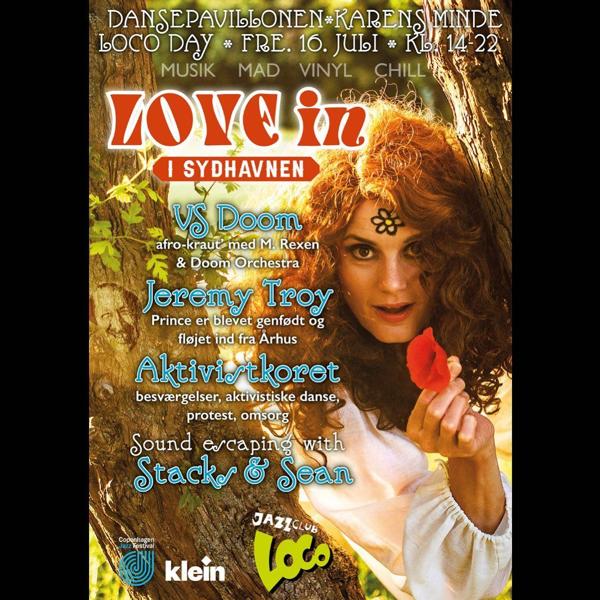 DANSEPAVILLONEN*KARENS MINDE
LOCO DAY * FRE. 16. JULI * KL. 14-22
MUSIK MAD VINYL CHILL
LOVE in
I SYDHAVNEN
VS Doom
afro-kraut' med M. Rexen
& Doom Orchestra
Jeremy Troy
Prince er blevet genfødt og
fløjet ind fra Århus
Aktivistkoret
besværgelser, aktivistiske danse,
protest, omsorg
Sound escaping with
Stacks & Sean
JAZZCLUB
LOCO
Copenhagen
Jazz Festival
klein